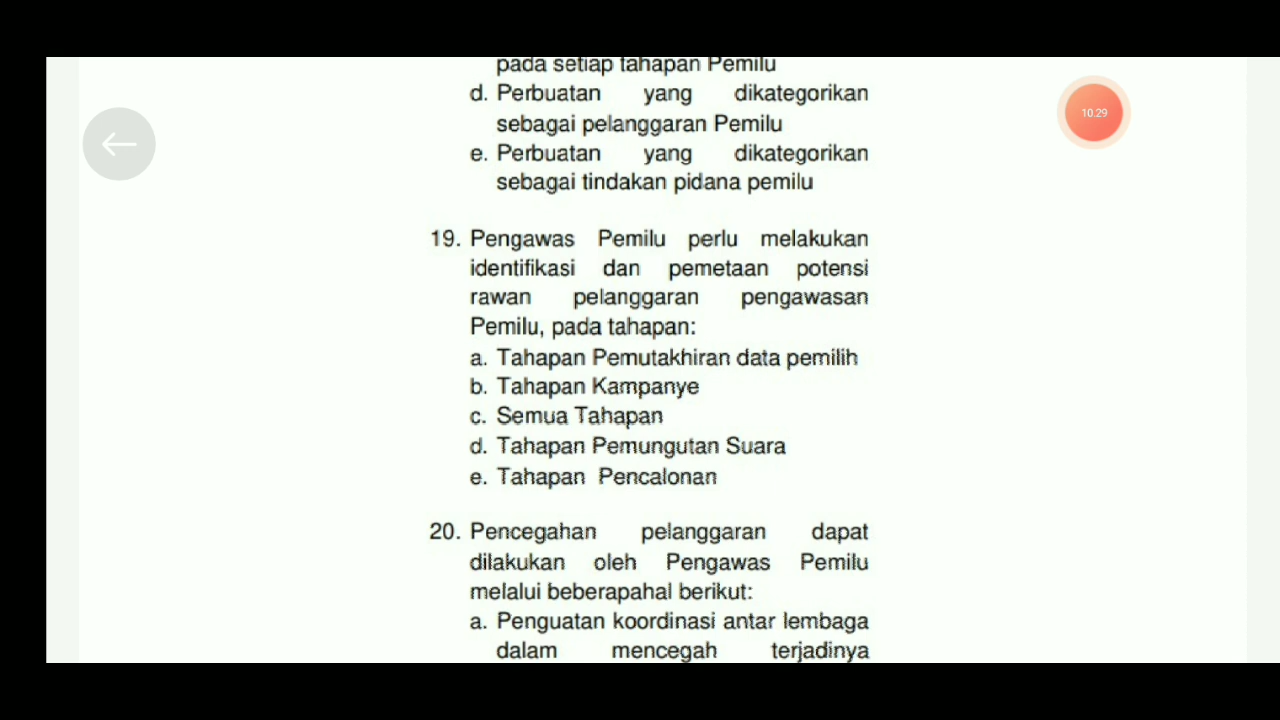 pada setiap tahapan Pemilu
d. Perbuatan yang dikategorikan
sebagai pelanggaran Pemilu
e. Perbuatan yang dikategorikan
sebagai tindakan pidana pemilu
19. Pengawas Pemilu perlu melakukan
identifikasi dan pemetaan potensi
rawan pelanggaran pengawasan
Pemilu, pada tahapan:
a. Tahapan Pemutakhiran data pemilih
b. Tahapan Kampanye
c. Semua Tahapan
d. Tahapan Pemungutan Suara
e. Tahapan Pencalonan
20. Pencegahan pelanggaran dapat
dilakukan oleh Pengawas Pemilu
melalui beberapahal berikut:
a. Penguatan koordinasi antar lembaga
dalam mencegah terjadinya
10.29